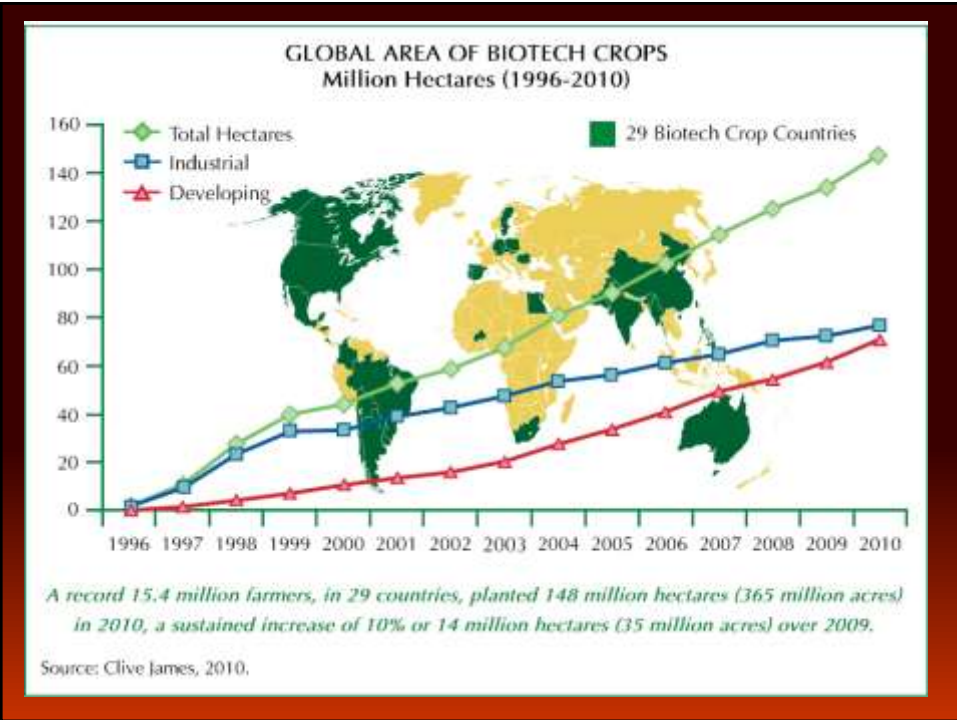 GLOBAL AREA OF BIOTECH CROPS
Million Hectares (1996-2010)
160
140
120
100
80
60
40
20
0
Total Hectares
Industrial
Developing
29 Biotech Crop Countries
1996 1997 1998 1999 2000 2001 2002 2003 2004 2005 2006 2007 2008 2009 2010
A record 15.4 million farmers, in 29 countries, planted 148 million hectares (365 million acres)
in 2010, a sustained increase of 10% or 14 million hectares (35 million acres) over 2009.
Source: Clive James, 2010.